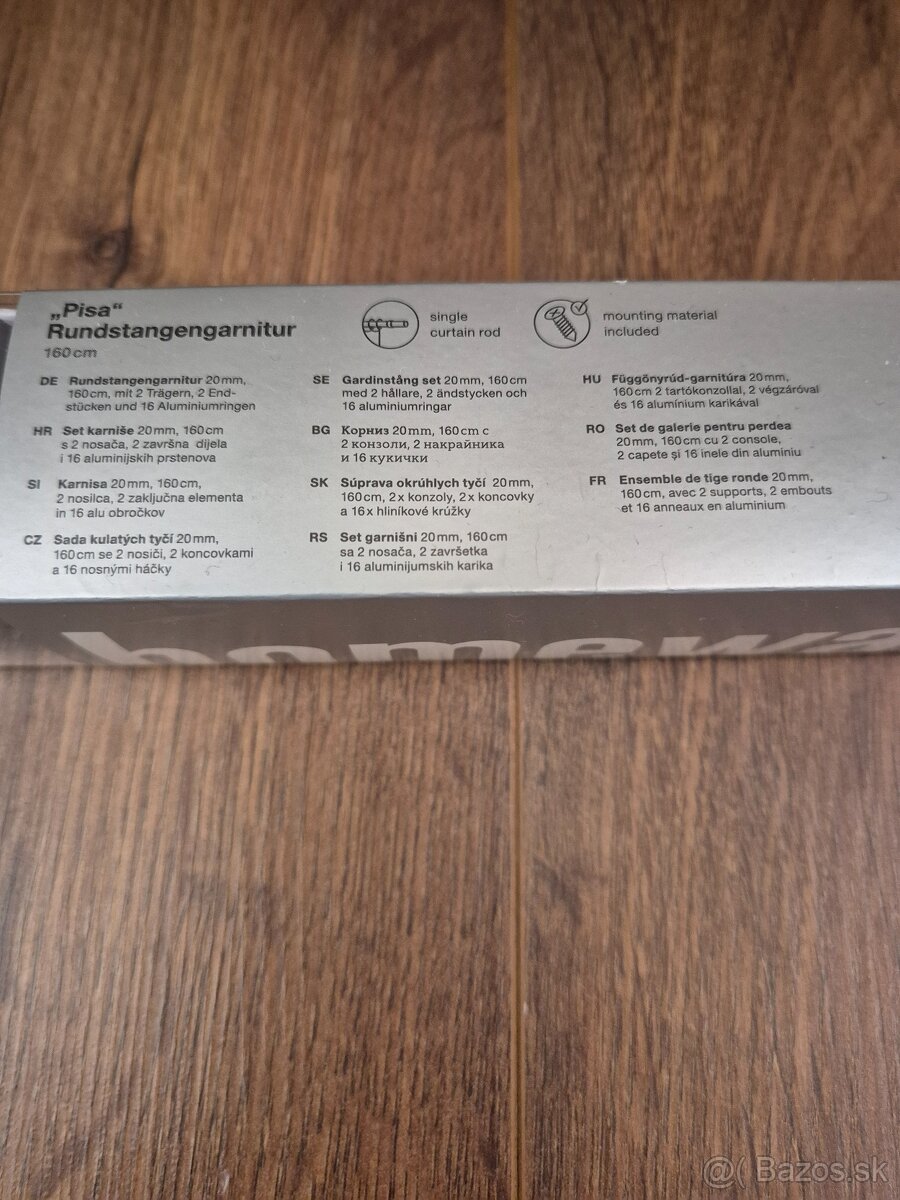 „Pisa“
Rundstangengarnitur
160 cm
single
curtain rod
mounting material
included
DE Rundstangengarnitur 20 mm,
160 cm, mit 2 Trägern, 2 End-
stücken und 16 Aluminiumringen
HR Set karniše 20 mm, 160 cm
s 2 nosača, 2 završna dijela
i 16 aluminijskih prstenova
SI Karnisa 20 mm, 160 cm,
2 nosilca, 2 zaključna elementa
in 16 alu obročkov
CZ Sada kulatých tyčí 20 mm,
160 cm se 2 nosiči, 2 koncovkami
a 16 nosnými háčky
SE Gardinstång set 20 mm, 160 cm
med 2 hållare, 2 ändstycken och
16 aluminiumringar
BG Корниз 20 mm, 160 cm с
2 конзоли, 2 накрайника
и 16 кукички
SK Súprava okrúhlych tyčí 20 mm,
160 cm, 2 x konzoly, 2 x koncovky
a 16 x hliníkové krúžky
RS Set garnišni 20 mm, 160 cm
sa 2 nosača, 2 završetka
i 16 aluminijumskih karika
HU Függönyrúd-garnitúra 20 mm,
160 cm 2 tartókonzollal, 2 végzáróval
és 16 alumínium karikával
RO Set de galerie pentru perdea
20 mm, 160 cm cu 2 console,
2 capete și 16 inele din aluminiu
FR Ensemble de tige ronde 20 mm,
160 cm, avec 2 supports, 2 embouts
et 16 anneaux en aluminium
homewa
@( Bazos.sk